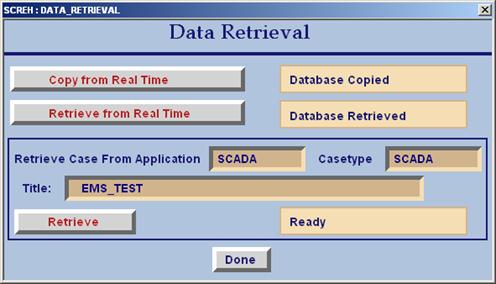 SCREH : DATA_RETRIEVAL
Data Retrieval
Copy from Real Time Database Copied
Retrieve from Real Time Database Retrieved
Retrieve Case From Application SCADA Casetype SCADA
Title: EMS_TEST
Retrieve Ready
Done